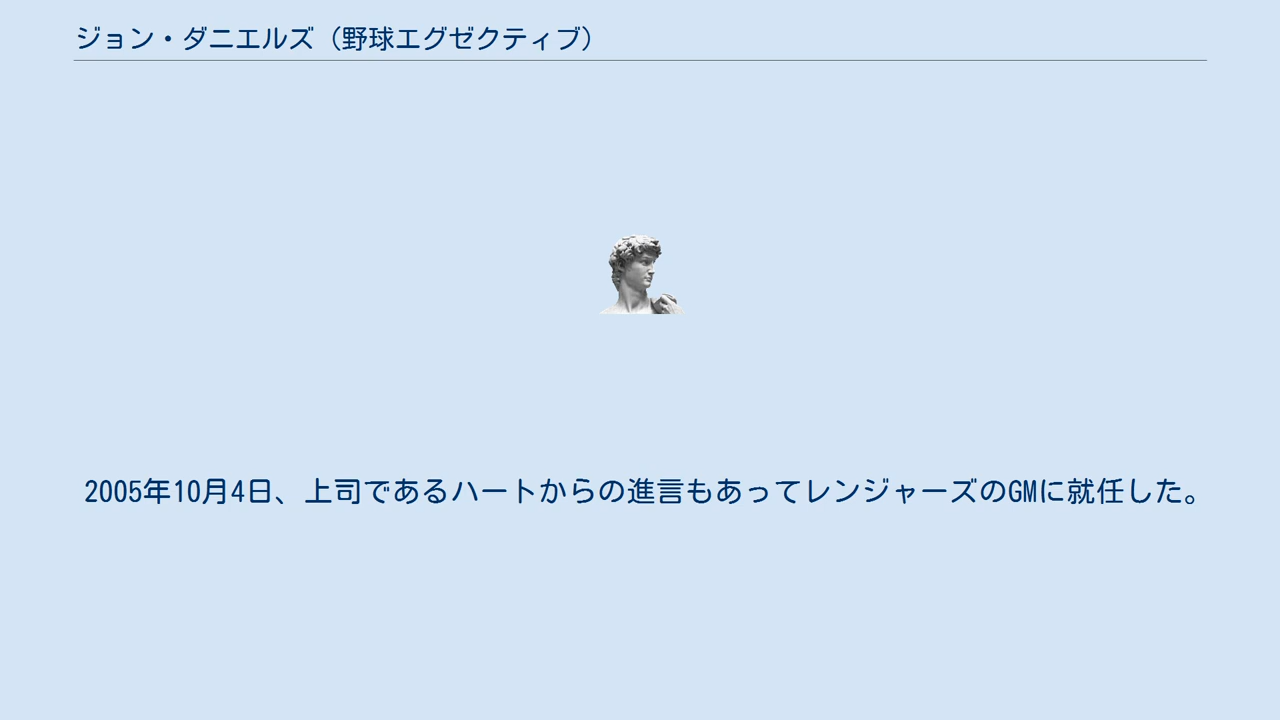 ジョン・ダニエルズ（野球エグゼクティブ）
2005年10月4日、上司であるハートからの進言もあってレンジャーズのGMに就任した。